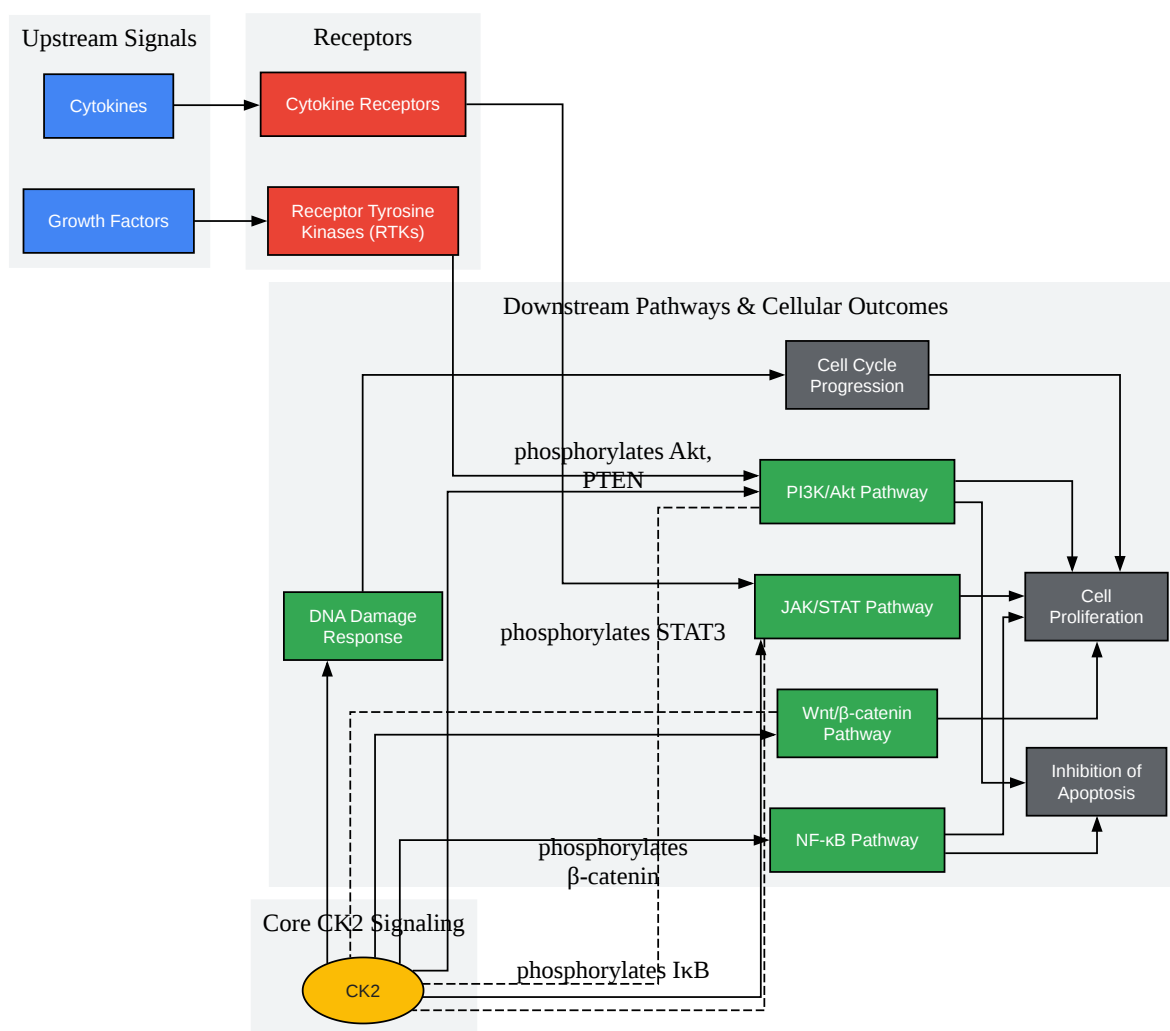 Upstream Signals
Receptors
Cytokines
Cytokine Receptors
Growth Factors
Receptor Tyrosine
Kinases (RTKs)
Downstream Pathways & Cellular Outcomes
Cell Cycle
Progression
phosphorylates Akt,
PTEN
PI3K/Akt Pathway
DNA Damage
Response
JAK/STAT Pathway
Cell
Proliferation
phosphorylates STAT3
Wnt/β-catenin
Pathway
Inhibition of
Apoptosis
NF-κB Pathway
phosphorylates
β-catenin
Core CK2 Signaling
phosphorylates IκB
CK2